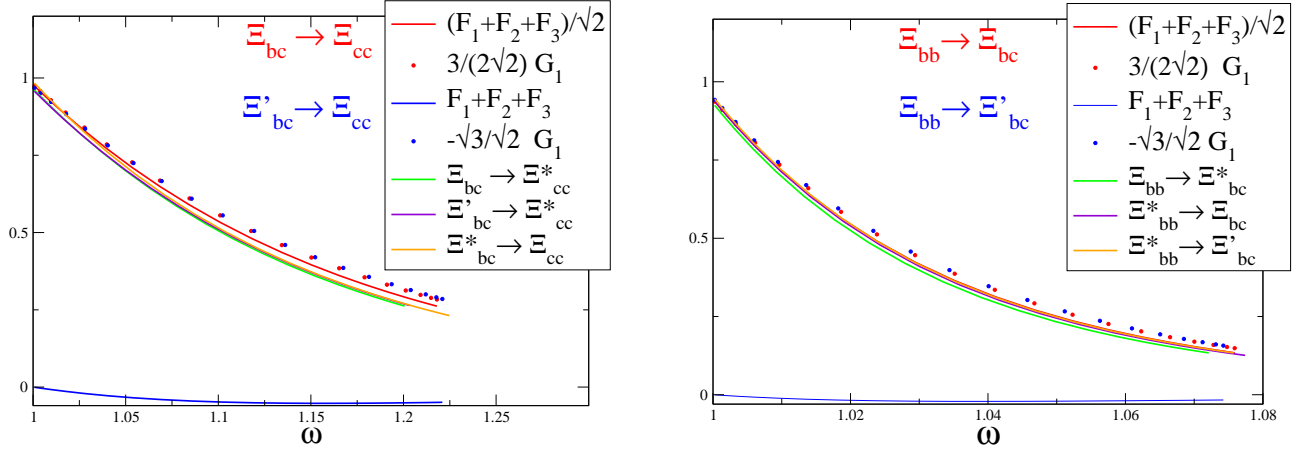 Ξbc → Ξcc
Ξ'bc → Ξcc
(F1+F2+F3)/√2
3/(2√2) G1
F1+F2+F3
-√3/√2 G1
Ξbc → Ξ*cc
Ξ'bc → Ξ*cc
Ξ*bc → Ξcc
1
0.5
0
1 1.05 1.1 1.15 1.2 1.25
ω
Ξbb → Ξbc
Ξbb → Ξ'bc
(F1+F2+F3)/√2
3/(2√2) G1
F1+F2+F3
-√3/√2 G1
Ξbb → Ξ*bc
Ξ*bb → Ξbc
Ξ*bb → Ξ'bc
1
0.5
0
1 1.02 1.04 1.06 1.08
ω